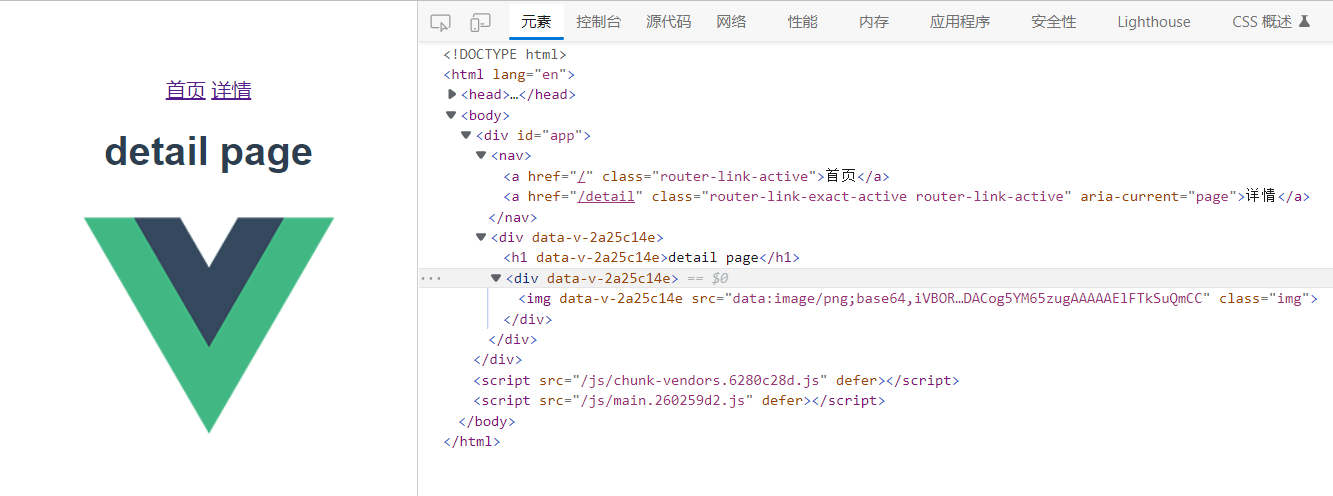 首页 详情
detail page
元素 控制台 源代码 网络 性能 内存 应用程序 安全性 Lighthouse CSS 概述
<!DOCTYPE html>
<html lang="en">
<head>…</head>
<body>
<div id="app">
<nav>
<a href="/" class="router-link-active">首页</a>
<a href="/detail" class="router-link-exact-active router-link-active" aria-current="page">详情</a>
</nav>
<div data-v-2a25c14e>
<h1 data-v-2a25c14e>detail page</h1>
<div data-v-2a25c14e> == $0
<img data-v-2a25c14e src="data:image/png;base64,iVBOR…DACog5YM65zugAAAAAElFTkSuQmCC" class="img">
</div>
</div>
</div>
<script src="/js/chunk-vendors.6280c28d.js" defer></script>
<script src="/js/main.260259d2.js" defer></script>
</body>
</html>